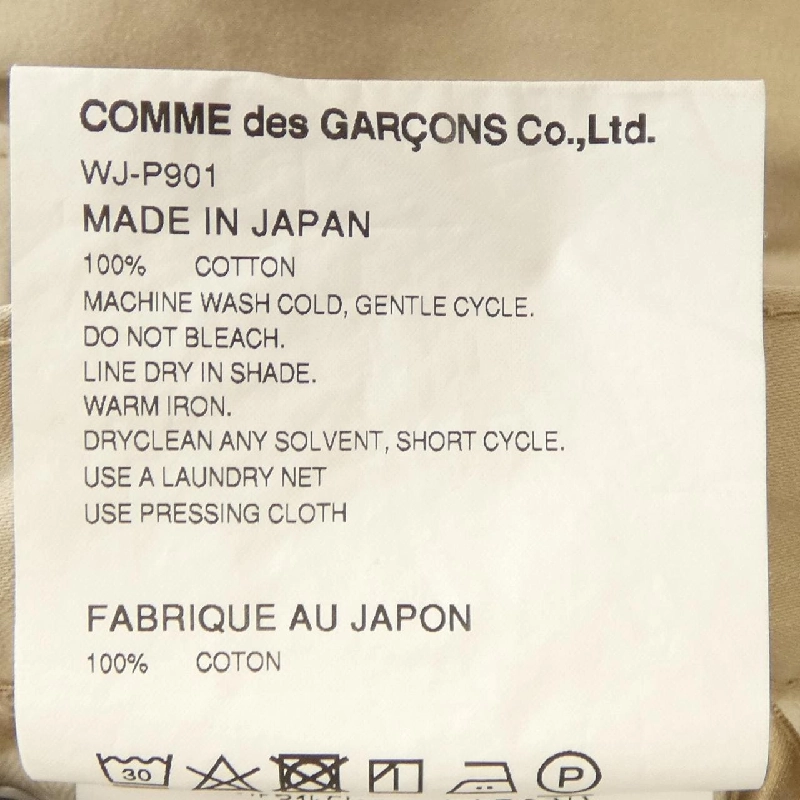 COMME des GARÇONS Co.,Ltd.
WJ-P901
MADE IN JAPAN
100% COTTON
MACHINE WASH COLD, GENTLE CYCLE.
DO NOT BLEACH.
LINE DRY IN SHADE.
WARM IRON.
DRYCLEAN ANY SOLVENT, SHORT CYCLE.
USE A LAUNDRY NET
USE PRESSING CLOTH
FABRIQUE AU JAPON
100% COTON
30 P